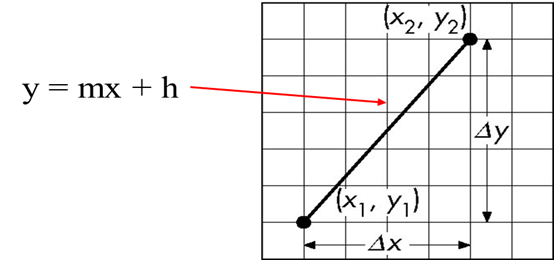 (x₂, y₂)
y = mx + h
Δy
(x₁, y₁)
Δx